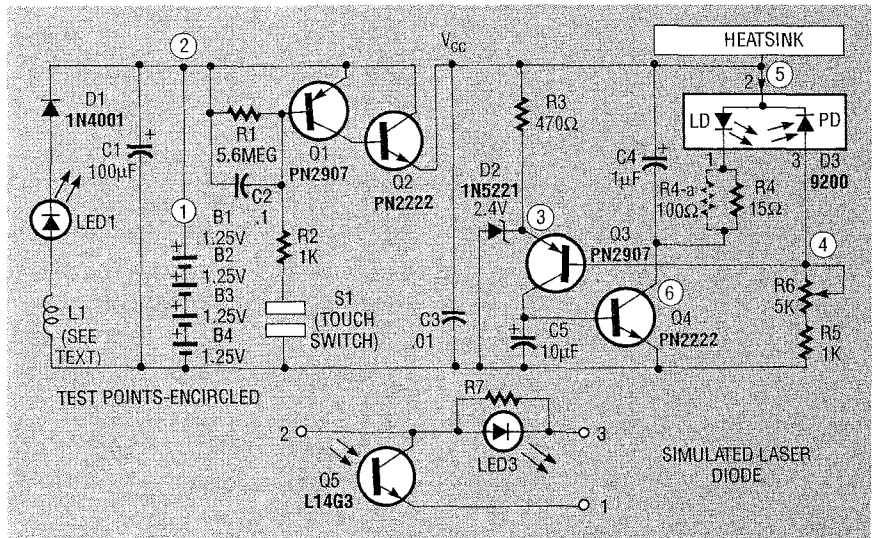 2
V_CC
HEATSINK
5
2
D1
1N4001
C1
100µF
R1
5.6MEG
Q1
PN2907
Q2
PN2222
R3
470Ω
C4
1µF
LD
PD
1
3
D3
9200
R4-a
100Ω
R4
15Ω
C2
.1
D2
1N5221
2.4V
3
Q3
PN2907
4
LED1
1
B1
1.25V
B2
1.25V
B3
1.25V
B4
1.25V
R2
1K
S1
(TOUCH
SWITCH)
C3
.01
C5
10µF
6
Q4
PN2222
R6
5K
R5
1K
L1
(SEE
TEXT)
TEST POINTS-ENCIRCLED
R7
2
3
LED3
Q5
L14G3
1
SIMULATED LASER
DIODE